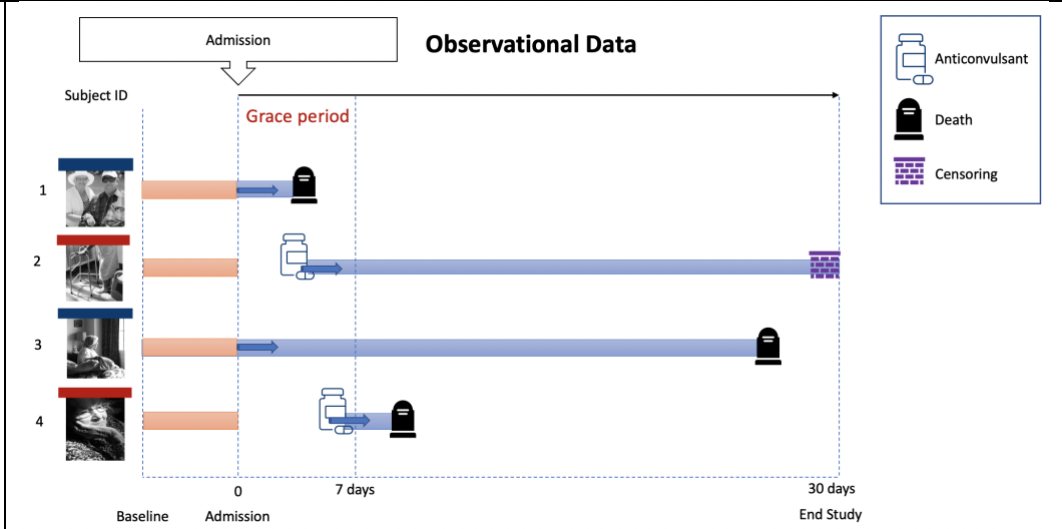 Admission
Observational Data
Anticonvulsant
Death
Censoring
Subject ID
Grace period
1
2
3
4
0
7 days
30 days
Baseline
Admission
End Study